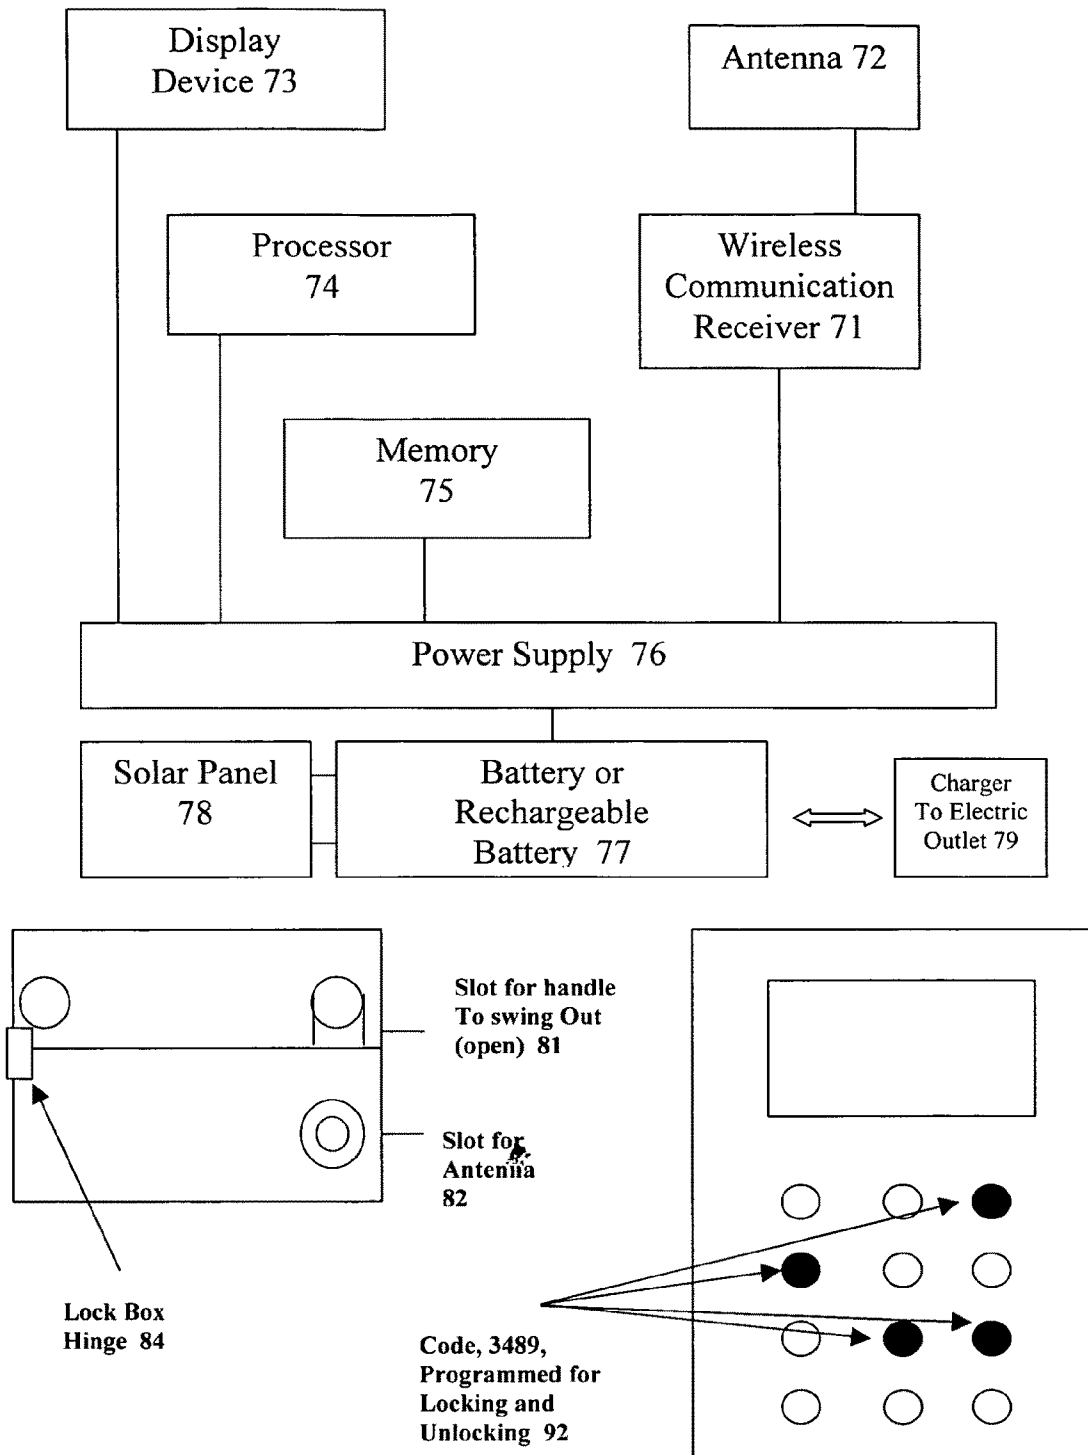 Display
Device 73
Antenna 72
Processor
74
Wireless
Communication
Receiver 71
Memory
75
Power Supply 76
Solar Panel
78
Battery or
Rechargeable
Battery 77
Charger
To Electric
Outlet 79
Slot for handle
To swing Out
(open) 81
Slot for
Antenna
82
Lock Box
Hinge 84
Code, 3489,
Programmed for
Locking and
Unlocking 92